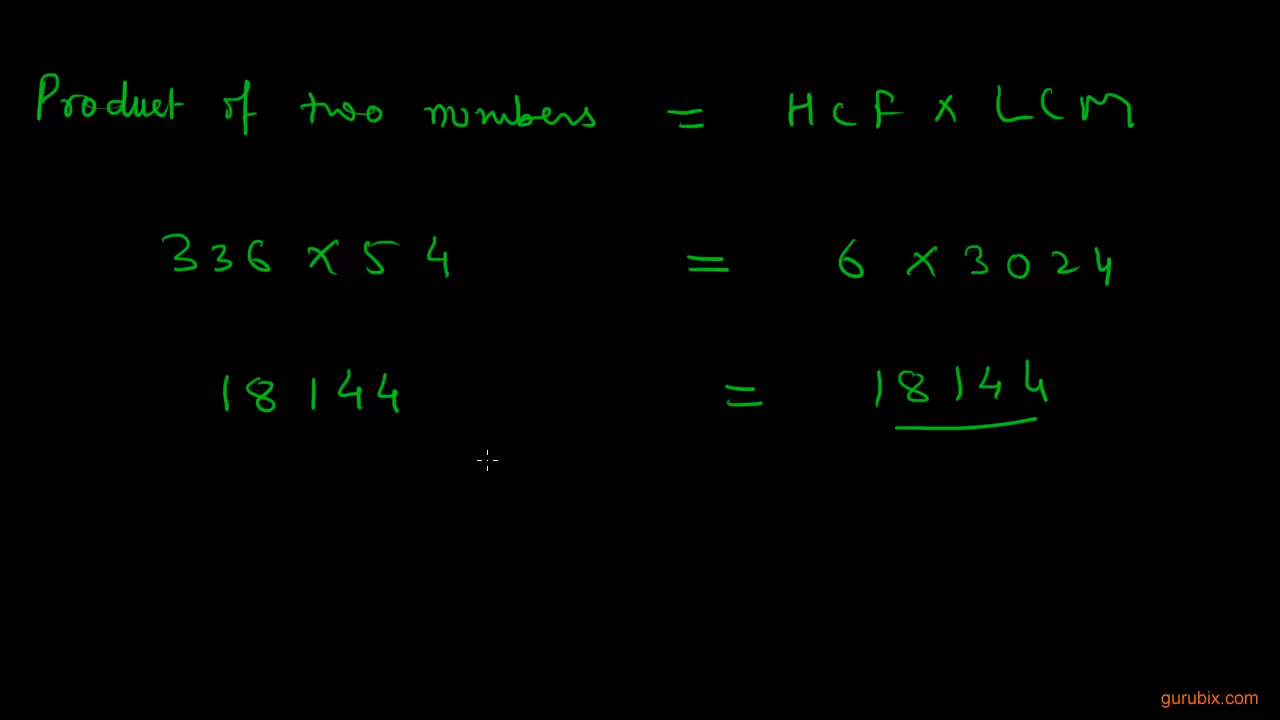 Product of two numbers = HCF × LCM
336 × 54 = 6 × 3024
18144 = 18144
gurubix.com